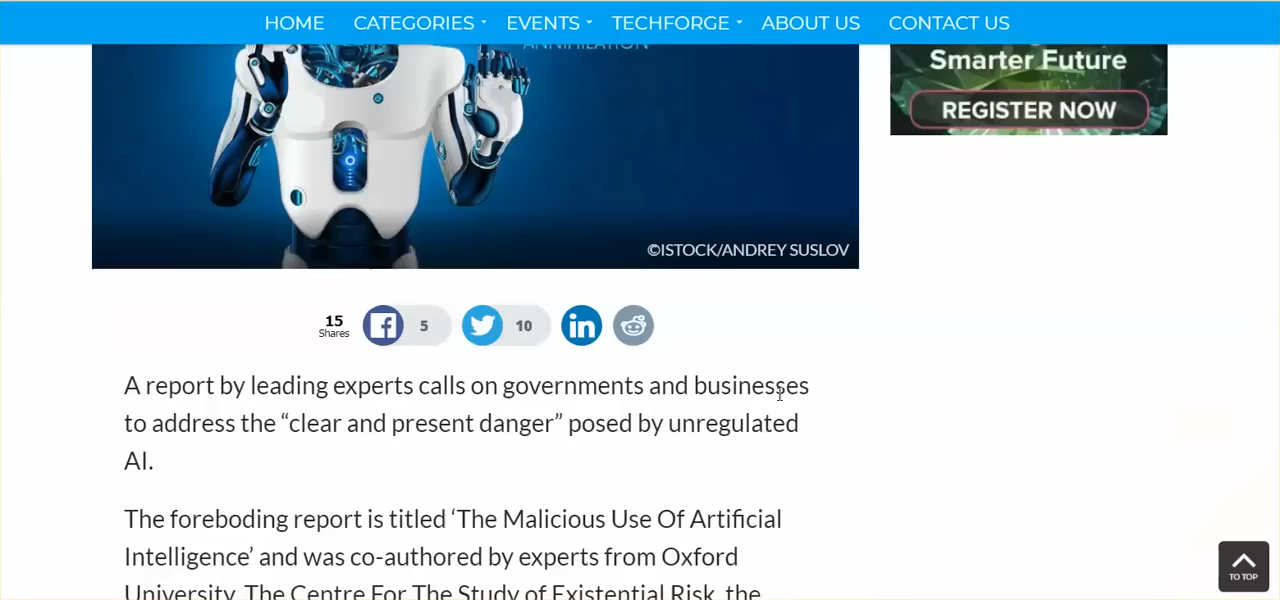 HOME CATEGORIES EVENTS TECHFORGE ABOUT US CONTACT US
ANNIHILATION
Smarter Future
REGISTER NOW
©ISTOCK/ANDREY SUSLOV
15
Shares
5
10
A report by leading experts calls on governments and businesses
to address the “clear and present danger” posed by unregulated
AI.
The foreboding report is titled ‘The Malicious Use Of Artificial
Intelligence’ and was co-authored by experts from Oxford
University, The Centre For The Study of Existential Risk, the
TO TOP